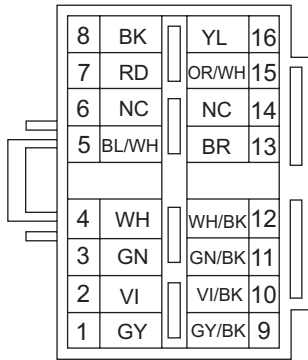 8 BK YL 16
7 RD OR/WH 15
6 NC NC 14
5 BL/WH BR 13
4 WH WH/BK 12
3 GN GN/BK 11
2 VI VI/BK 10
1 GY GY/BK 9